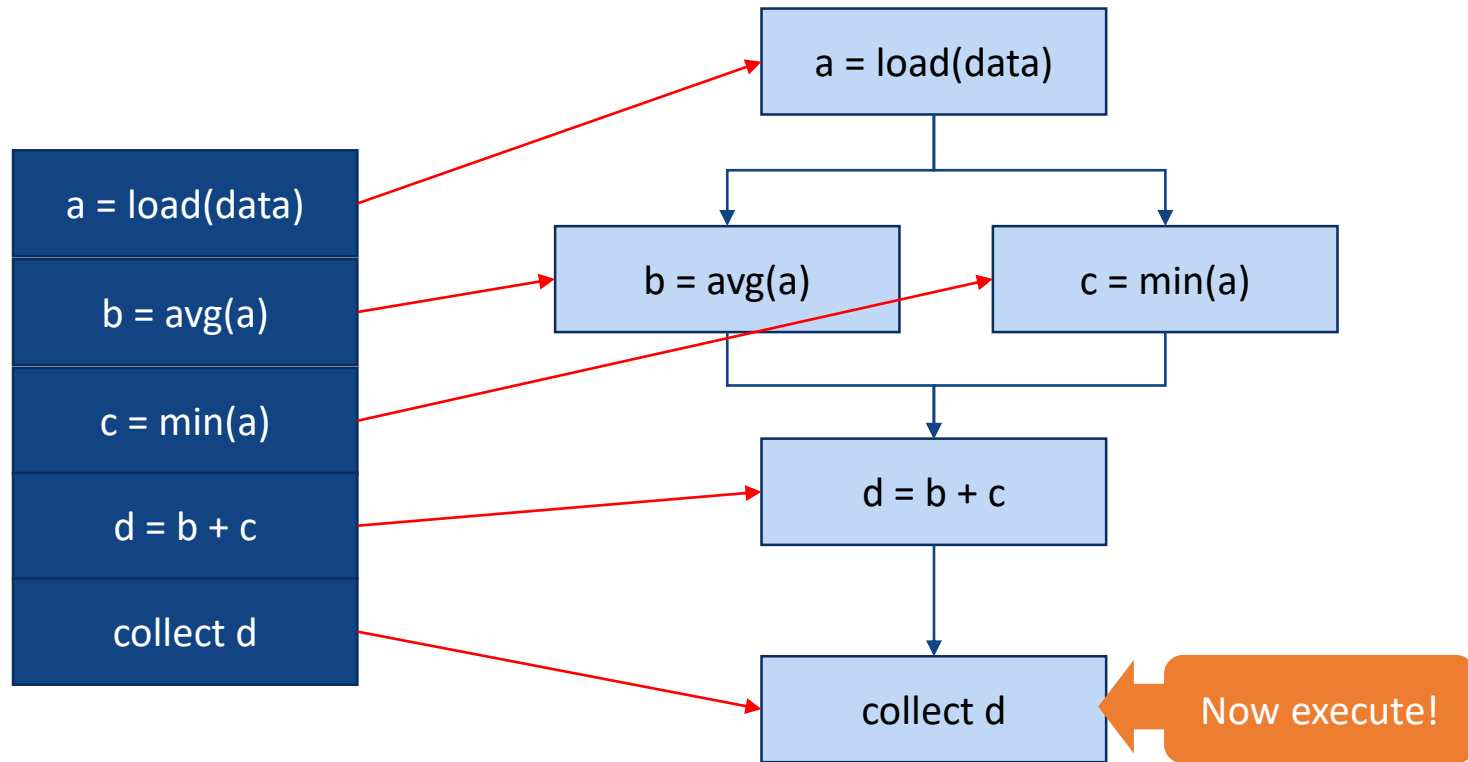 a = load(data)
b = avg(a)
c = min(a)
d = b + c
collect d
a = load(data)
b = avg(a)
c = min(a)
d = b + c
collect d
Now execute!